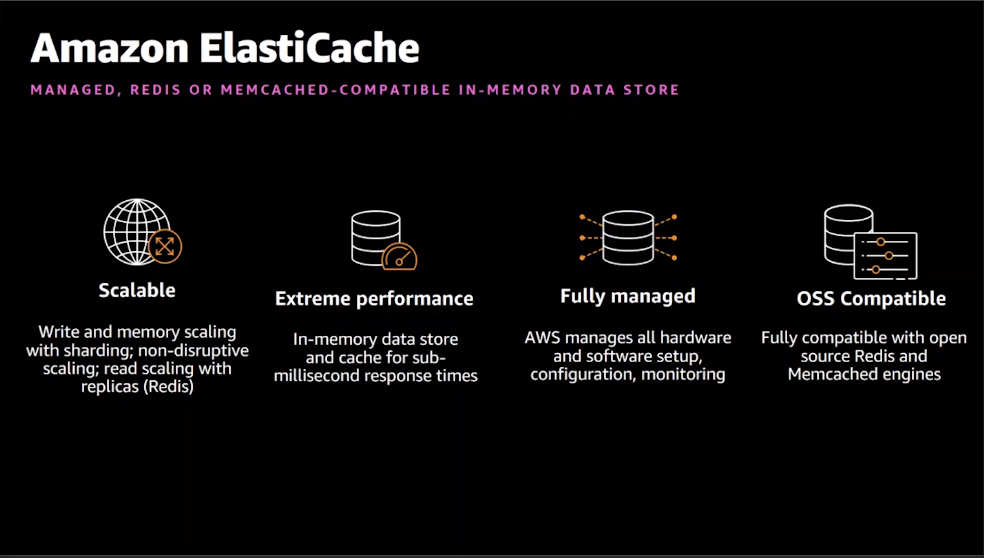 Amazon ElastiCache
MANAGED, REDIS OR MEMCACHED-COMPATIBLE IN-MEMORY DATA STORE
Scalable
Write and memory scaling
with sharding; non-disruptive
scaling; read scaling with
replicas (Redis)
Extreme performance
In-memory data store
and cache for sub-
millisecond response times
Fully managed
AWS manages all hardware
and software setup,
configuration, monitoring
OSS Compatible
Fully compatible with open
source Redis and
Memcached engines